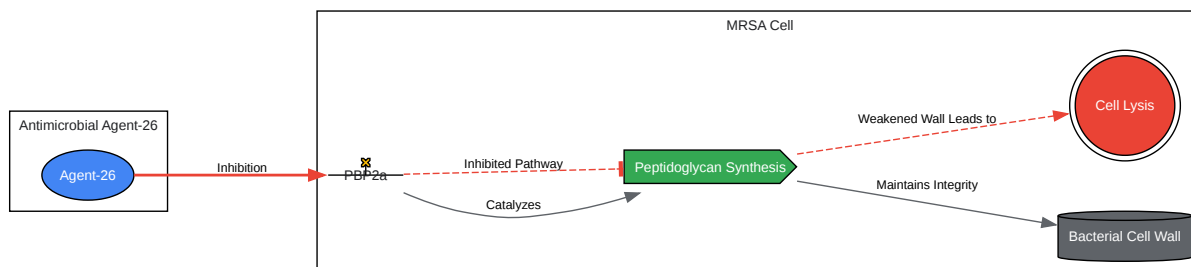 MRSA Cell
Antimicrobial Agent-26
Agent-26
Inhibition
PBP2a
Inhibited Pathway
Catalyzes
Peptidoglycan Synthesis
Weakened Wall Leads to
Maintains Integrity
Cell Lysis
Bacterial Cell Wall